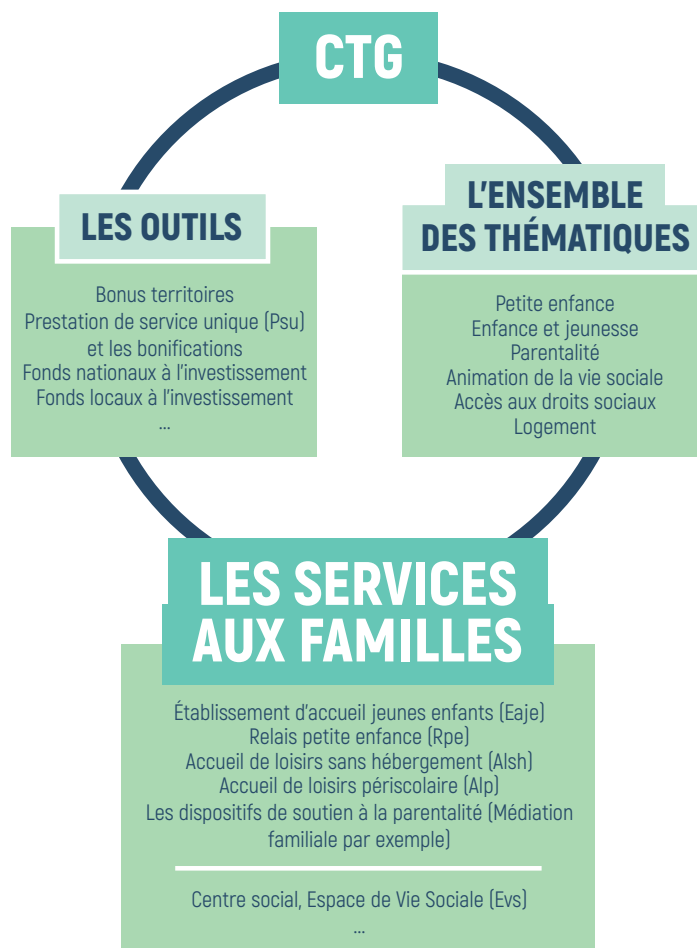 CTG
LES OUTILS
Bonus territoires
Prestation de service unique (Psu)
et les bonifications
Fonds nationaux à l'investissement
Fonds locaux à l'investissement
...
L'ENSEMBLE
DES THÉMATIQUES
Petite enfance
Enfance et jeunesse
Parentalité
Animation de la vie sociale
Accès aux droits sociaux
Logement
LES SERVICES
AUX FAMILLES
Établissement d'accueil jeunes enfants (Eaje)
Relais petite enfance (Rpe)
Accueil de loisirs sans hébergement (Alsh)
Accueil de loisirs périscolaire (Alp)
Les dispositifs de soutien à la parentalité (Médiation
familiale par exemple)
Centre social, Espace de Vie Sociale (Evs)
...